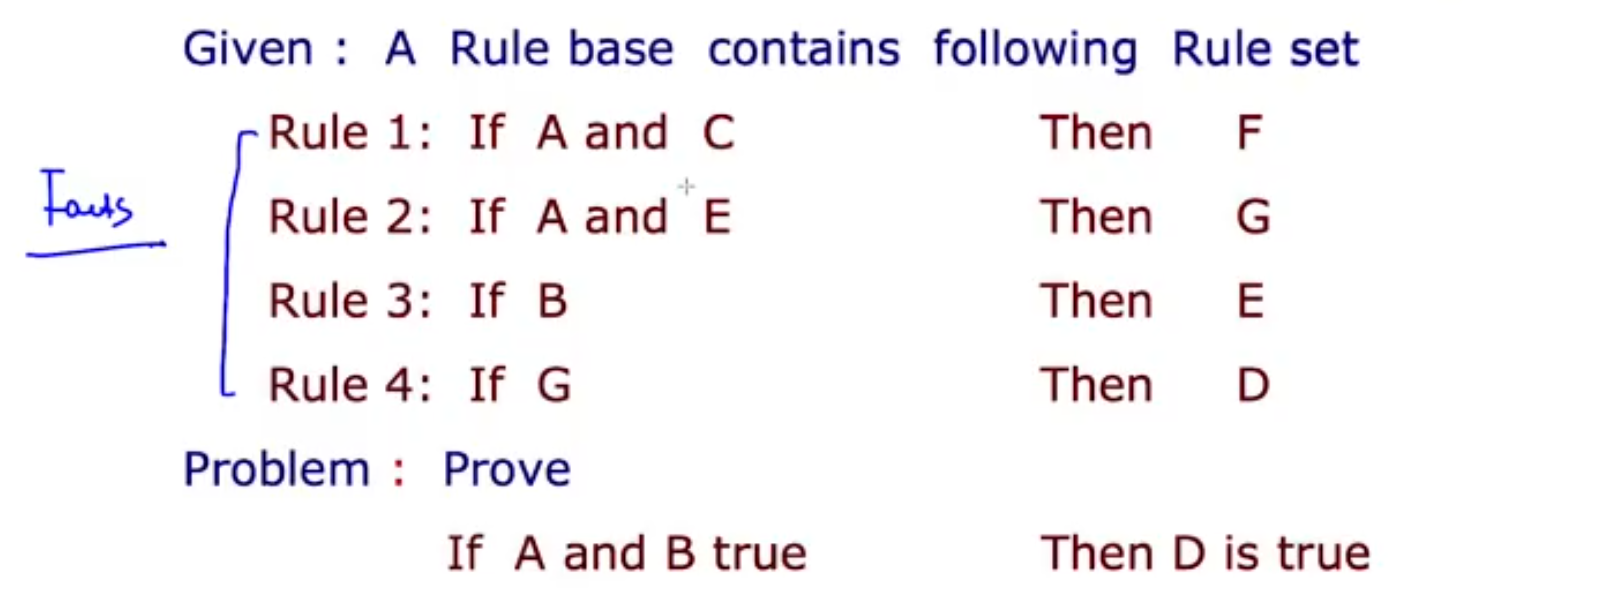 Given : A Rule base contains following Rule set
Rule 1: If A and C Then F
Facts
Rule 2: If A and E Then G
Rule 3: If B Then E
Rule 4: If G Then D
Problem : Prove
If A and B true Then D is true